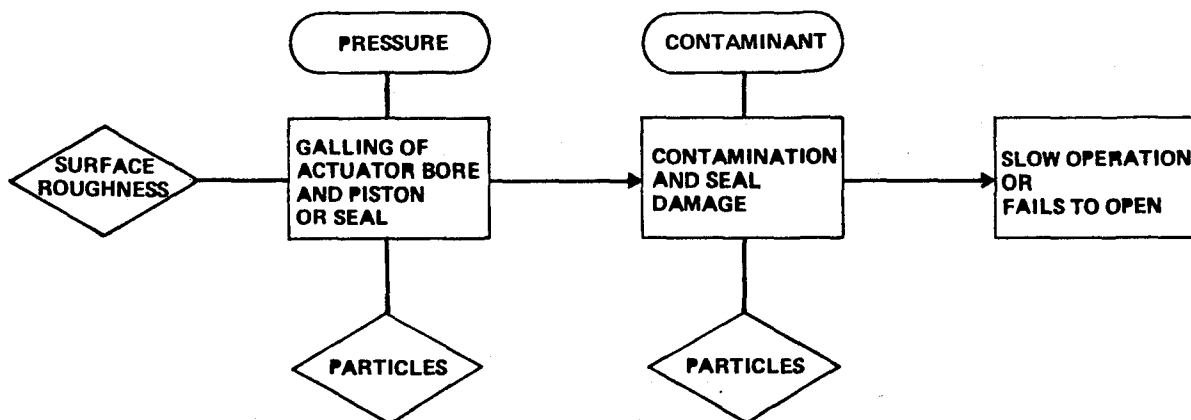 PRESSURE
CONTAMINANT
SURFACE
ROUGHNESS
GALLING OF
ACTUATOR BORE
AND PISTON
OR SEAL
CONTAMINATION
AND SEAL
DAMAGE
SLOW OPERATION
OR
FAILS TO OPEN
PARTICLES
PARTICLES